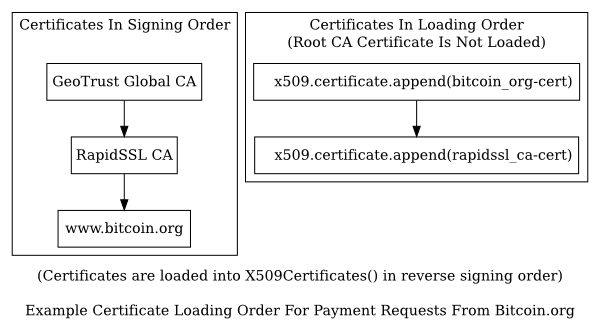 Certificates In Signing Order
GeoTrust Global CA
RapidSSL CA
www.bitcoin.org
Certificates In Loading Order
(Root CA Certificate Is Not Loaded)
x509.certificate.append(bitcoin_org-cert)
x509.certificate.append(rapidssl_ca-cert)
(Certificates are loaded into X509Certificates() in reverse signing order)
Example Certificate Loading Order For Payment Requests From Bitcoin.org